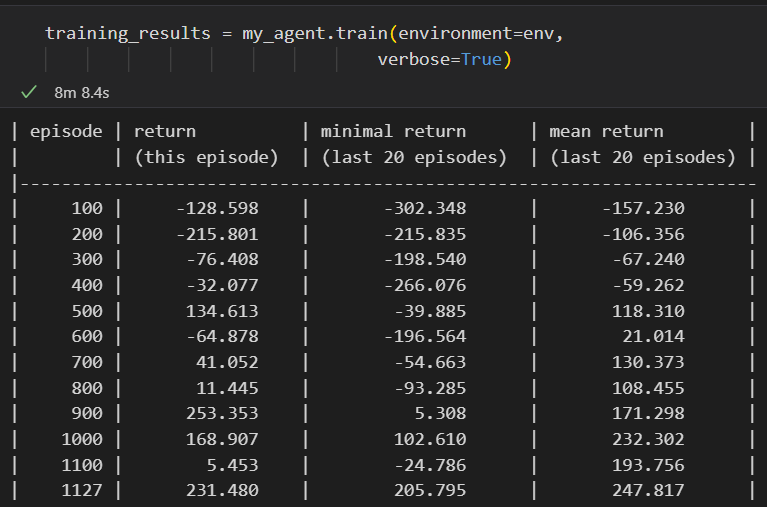 training_results = my_agent.train(environment=env,
verbose=True)
8m 8.4s
| episode | return | minimal return | mean return |
| | (this episode) | (last 20 episodes) | (last 20 episodes) |
|------------------------------------------------------------------------
| 100 | -128.598 | -302.348 | -157.230 |
| 200 | -215.801 | -215.835 | -106.356 |
| 300 | -76.408 | -198.540 | -67.240 |
| 400 | -32.077 | -266.076 | -59.262 |
| 500 | 134.613 | -39.885 | 118.310 |
| 600 | -64.878 | -196.564 | 21.014 |
| 700 | 41.052 | -54.663 | 130.373 |
| 800 | 11.445 | -93.285 | 108.455 |
| 900 | 253.353 | 5.308 | 171.298 |
| 1000 | 168.907 | 102.610 | 232.302 |
| 1100 | 5.453 | -24.786 | 193.756 |
| 1127 | 231.480 | 205.795 | 247.817 |